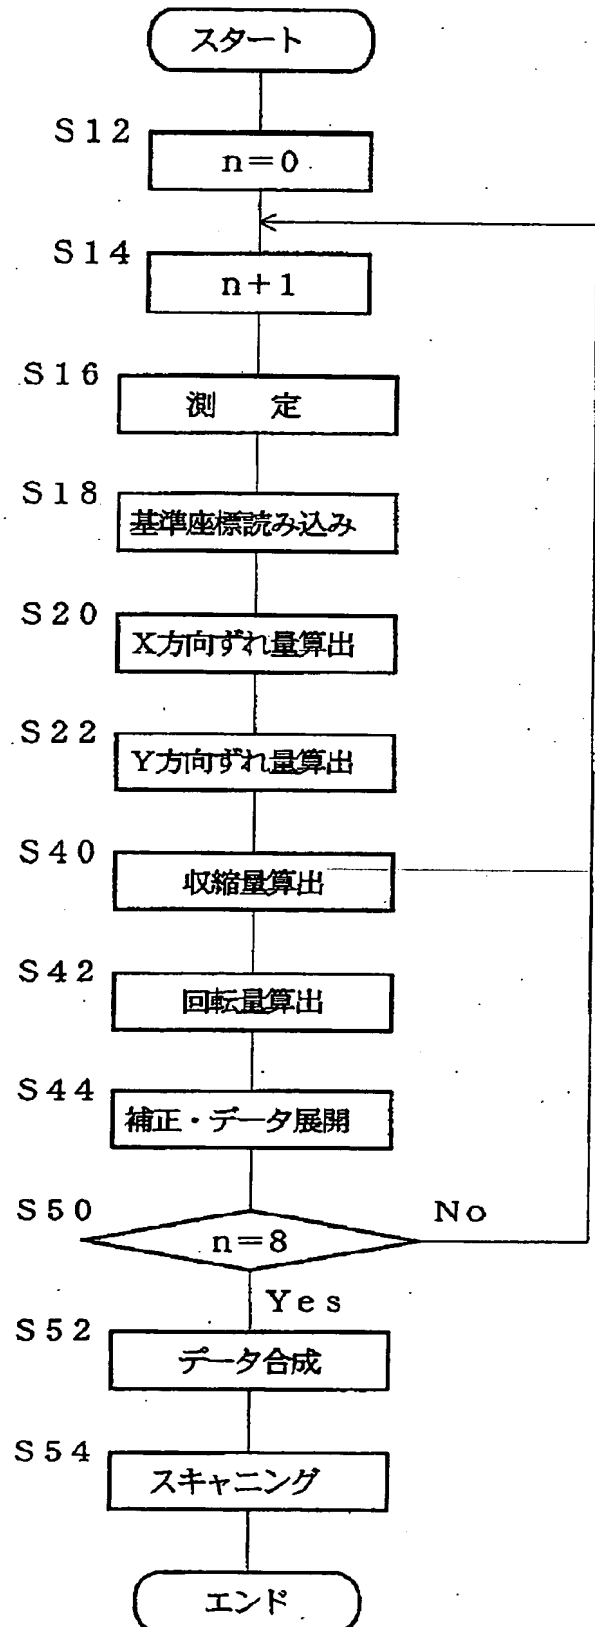 スタート
S12
n=0
S14
n+1
S16
測 定
S18
基準座標読み込み
S20
X方向ずれ量算出
S22
Y方向ずれ量算出
S40
収縮量算出
S42
回転量算出
S44
補正・データ展開
S50
n=8
No
Yes
S52
データ合成
S54
スキャニング
エンド